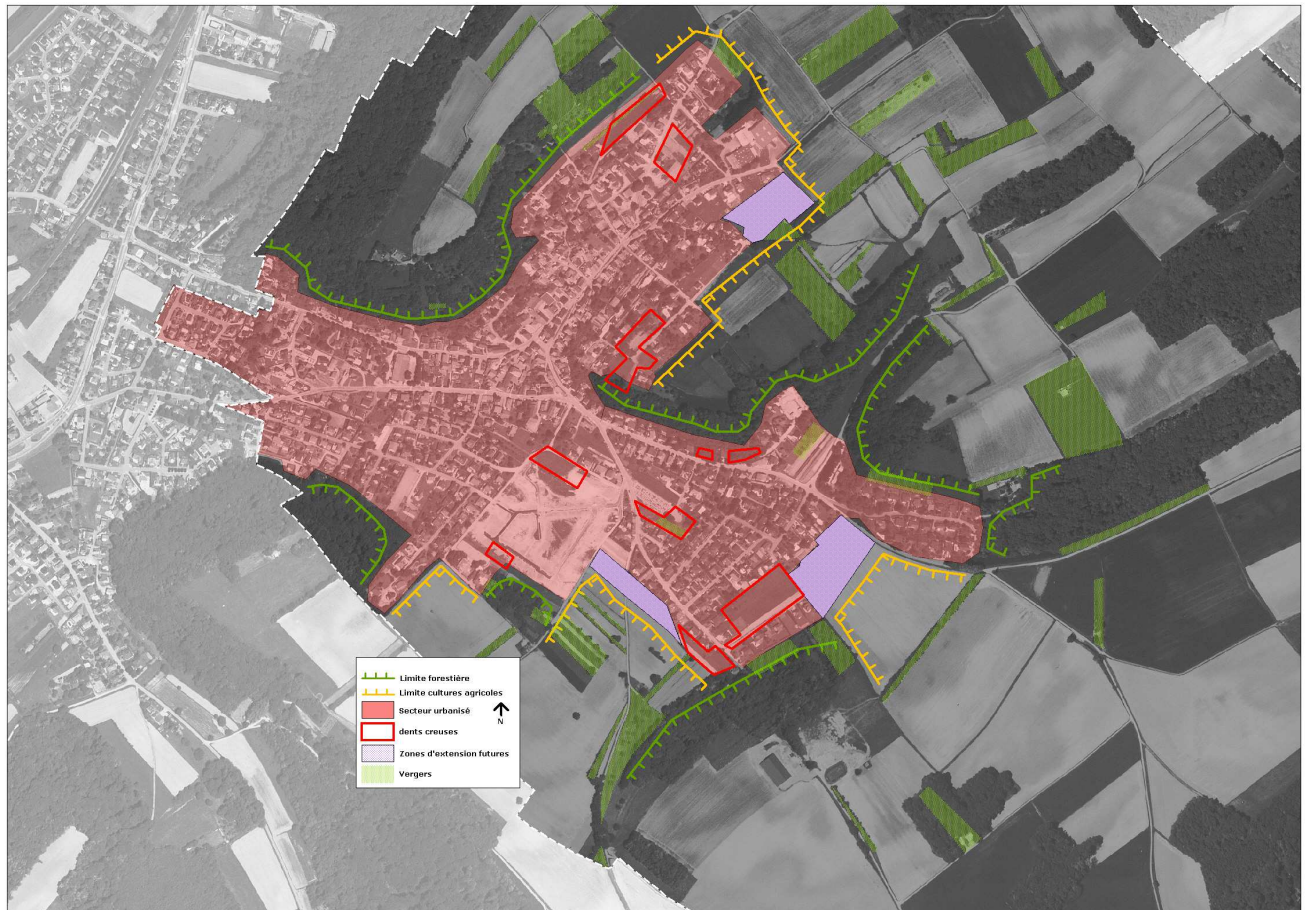 Limite forestière
Limite cultures agricoles
Secteur urbanisé
N
dents creuses
Zones d'extension futures
Vergers